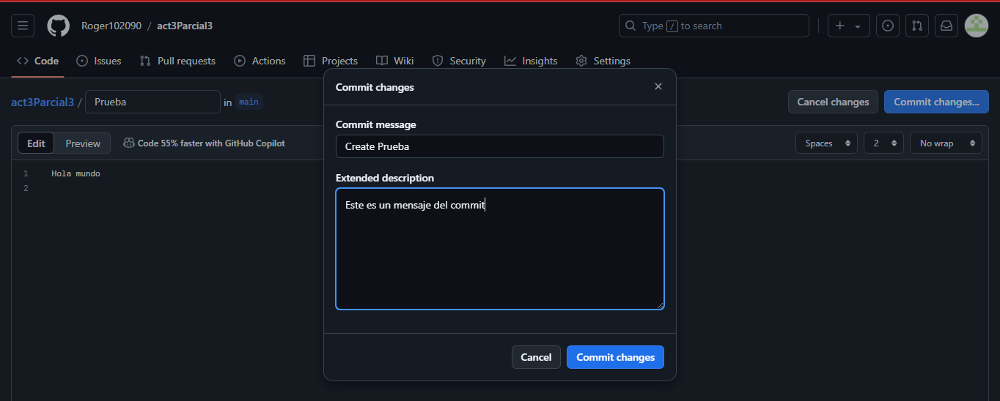 Roger102090 / act3Parcial3
Type / to search
Code Issues Pull requests Actions Projects Wiki Security Insights Settings
act3Parcial3 / Prueba in main
Cancel changes Commit changes...
Edit Preview Code 55% faster with GitHub Copilot
Spaces 2 No wrap
1 Hola mundo
2
Commit changes
Commit message
Create Prueba
Extended description
Este es un mensaje del commit
Cancel Commit changes